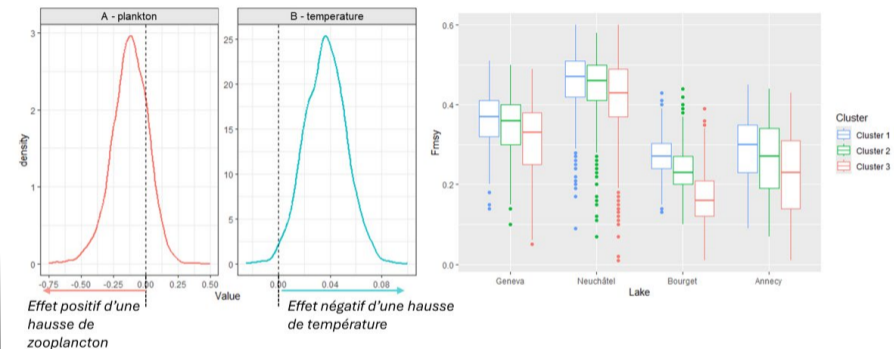 A - plankton
B - temperature
density
3
2
1
0
25
20
15
10
5
0
-0.75 -0.50 -0.25 0.00 0.25 0.50
0.00 0.04 0.08
Value
Effet positif d’une
hausse de
zooplancton
Effet négatif d’une hausse
de température
Fmsy
0.6
0.4
0.2
0.0
Geneva Neuchâtel Bourget Annecy
Lake
Cluster
Cluster 1
Cluster 2
Cluster 3